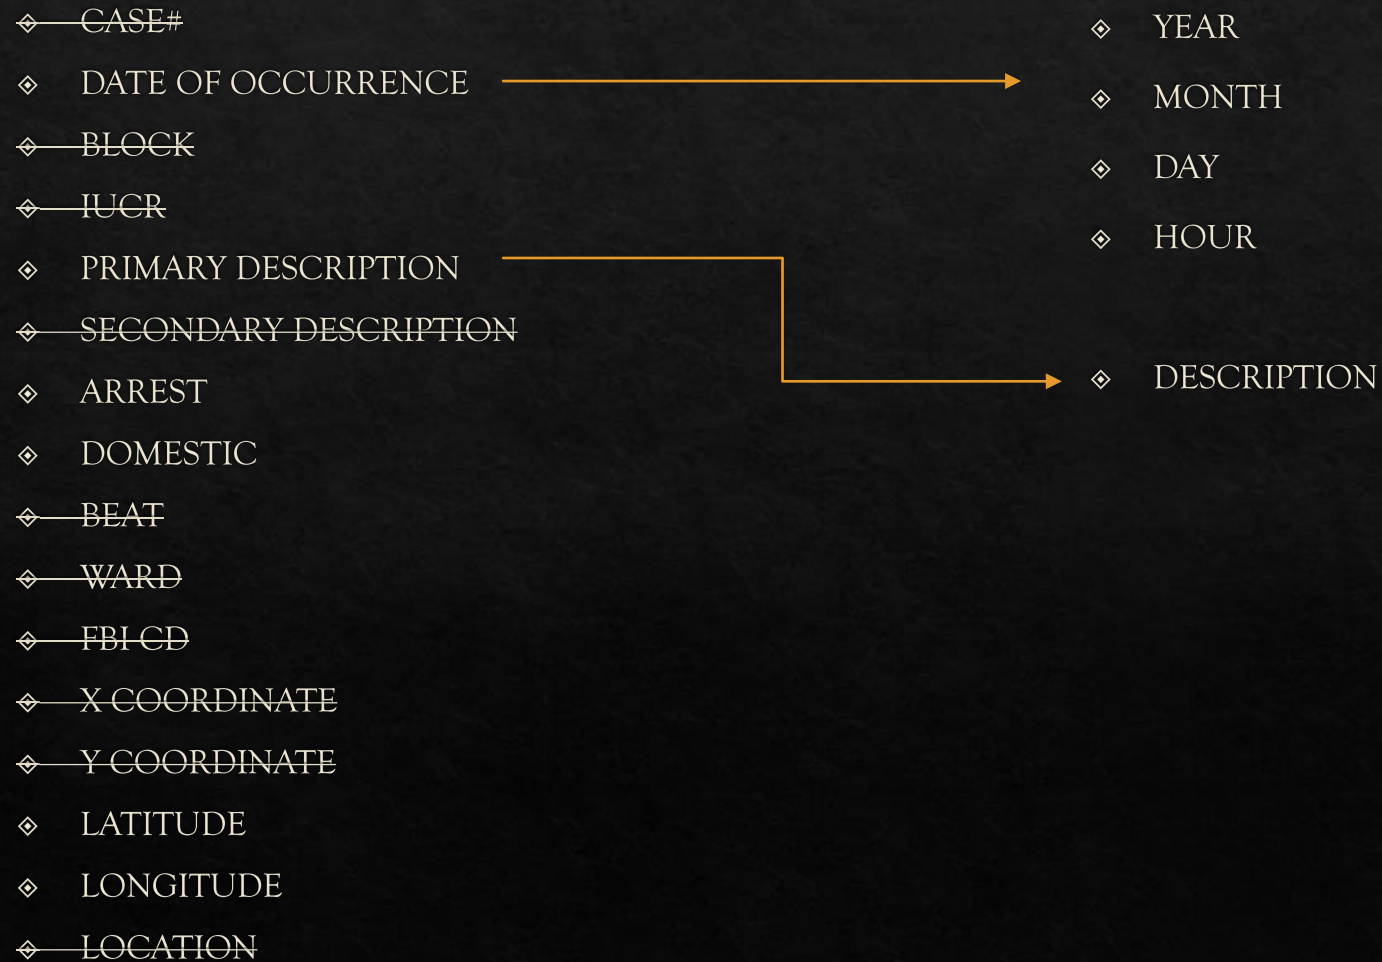 CASE#
DATE OF OCCURRENCE
BLOCK
IUCR
PRIMARY DESCRIPTION
SECONDARY DESCRIPTION
ARREST
DOMESTIC
BEAT
WARD
FBI CD
X COORDINATE
Y COORDINATE
LATITUDE
LONGITUDE
LOCATION
YEAR
MONTH
DAY
HOUR
DESCRIPTION